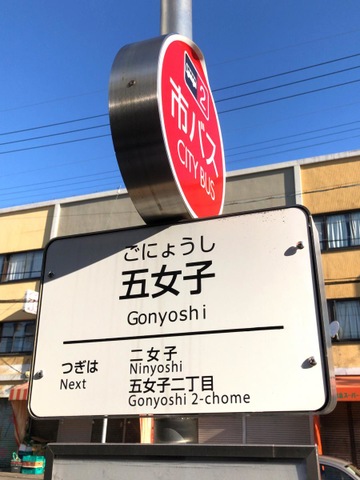 2
市バス
CITY BUS
ごにょうし
五女子
Gonyoshi
つぎは
Next
二女子
Ninyoshi
五女子二丁目
Gonyoshi 2-chome